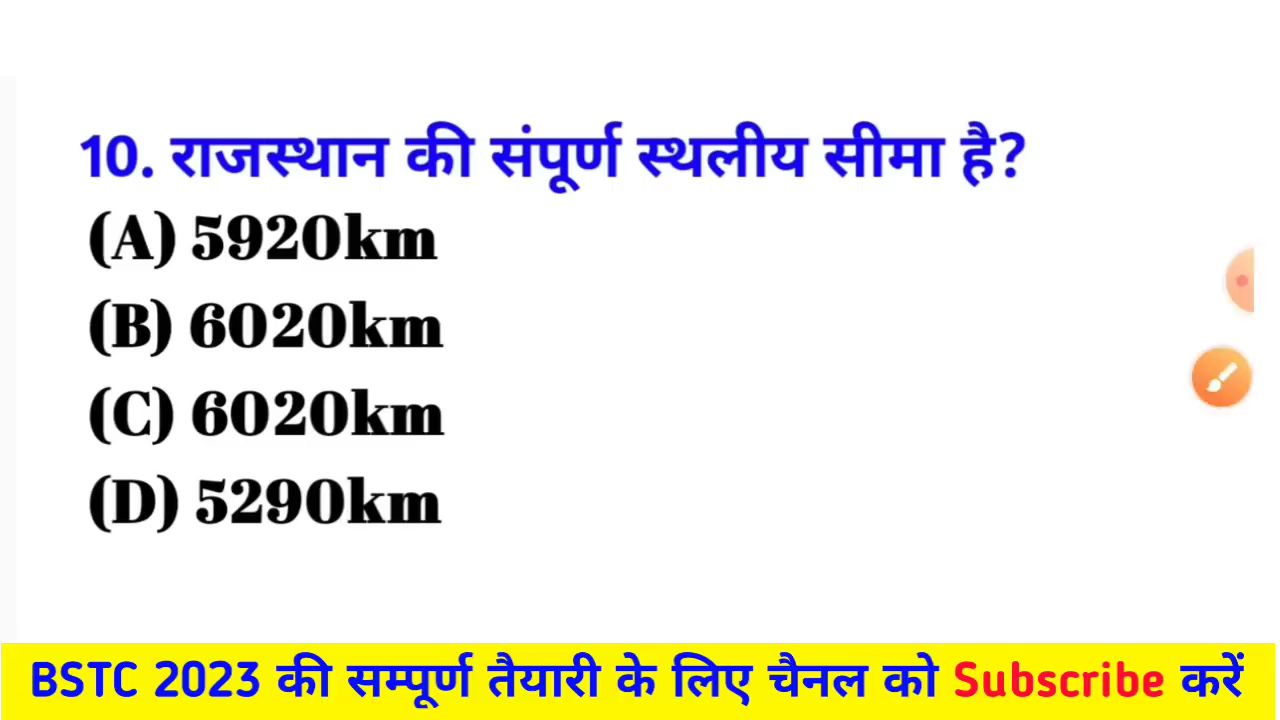 10. राजस्थान की संपूर्ण स्थलीय सीमा है?
(A) 5920km
(B) 6020km
(C) 6020km
(D) 5290km
BSTC 2023 की सम्पूर्ण तैयारी के लिए चैनल को Subscribe करें